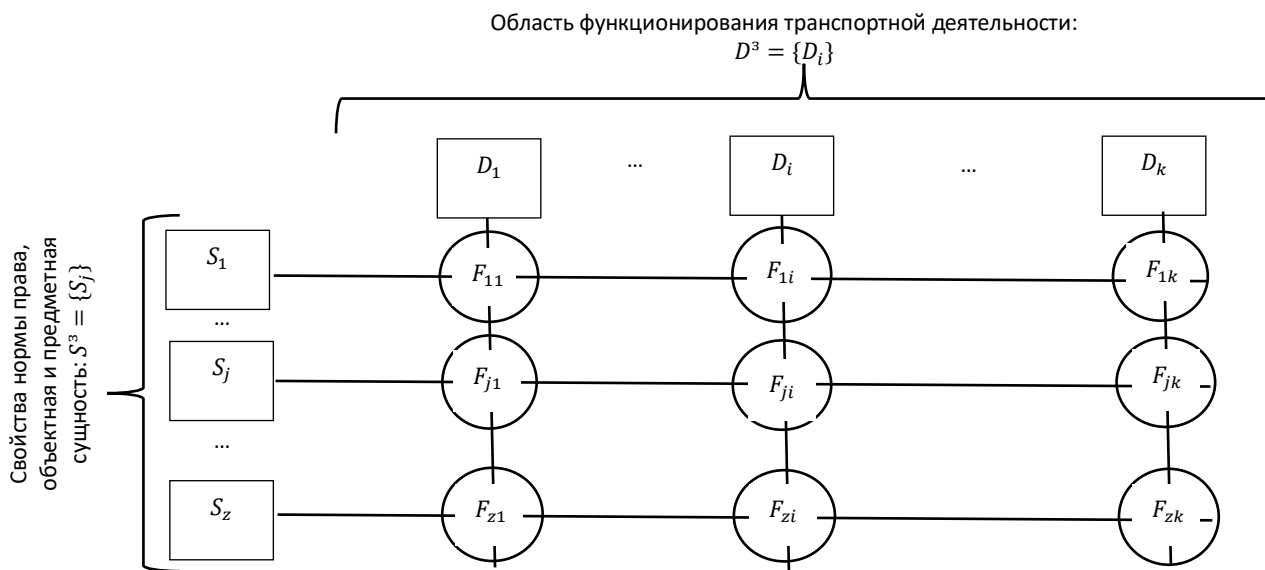 Область функционирования транспортной деятельности:
D³ = {Dᵢ}
D₁ ... Dᵢ ... Dₖ
Свойства нормы права,
объектная и предметная
сущность: S³ = {Sⱼ}
S₁ F₁₁ F₁ᵢ F₁ₖ
...
Sⱼ Fⱼ₁ Fⱼᵢ Fⱼₖ
...
S_z F_z₁ F_zᵢ F_zₖ